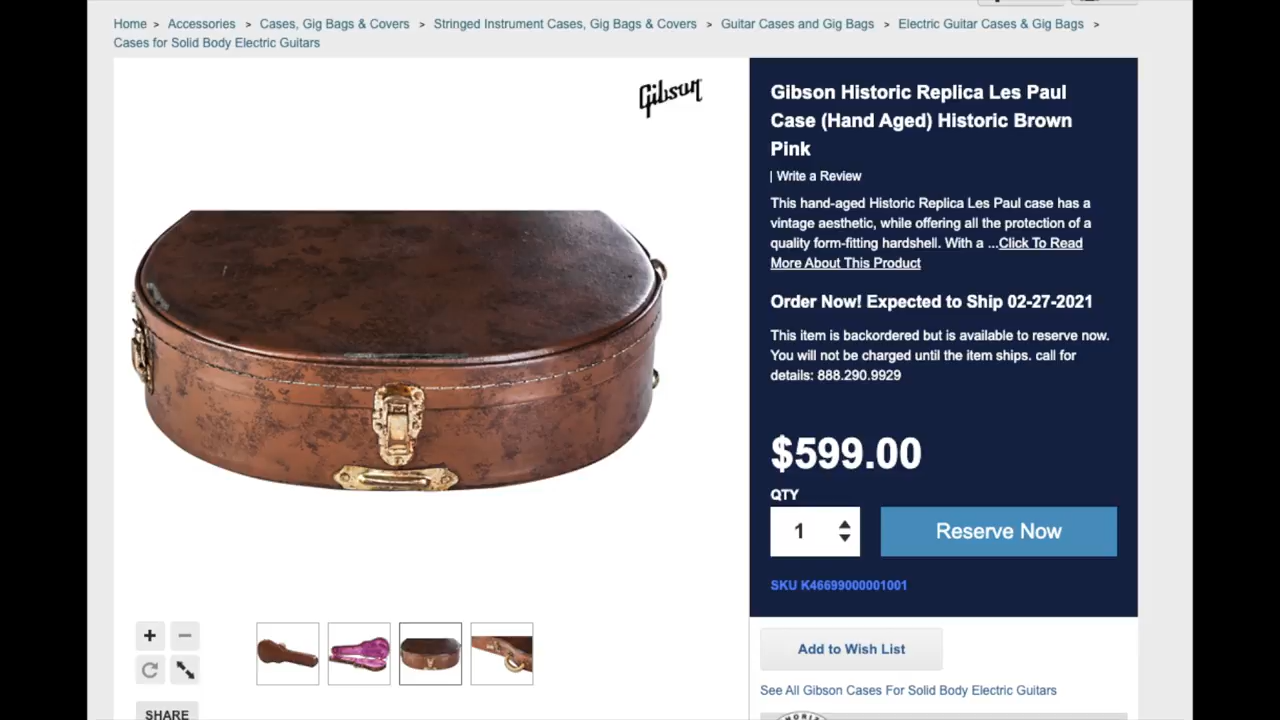 Home > Accessories > Cases, Gig Bags & Covers > Stringed Instrument Cases, Gig Bags & Covers > Guitar Cases and Gig Bags > Electric Guitar Cases & Gig Bags >
Cases for Solid Body Electric Guitars
Gibson
Gibson Historic Replica Les Paul
Case (Hand Aged) Historic Brown
Pink
| Write a Review
This hand-aged Historic Replica Les Paul case has a
vintage aesthetic, while offering all the protection of a
quality form-fitting hardshell. With a ...Click To Read
More About This Product
Order Now! Expected to Ship 02-27-2021
This item is backordered but is available to reserve now.
You will not be charged until the item ships. call for
details: 888.290.9929
$599.00
QTY
1
Reserve Now
SKU K46699000001001
Add to Wish List
See All Gibson Cases For Solid Body Electric Guitars
SHARE